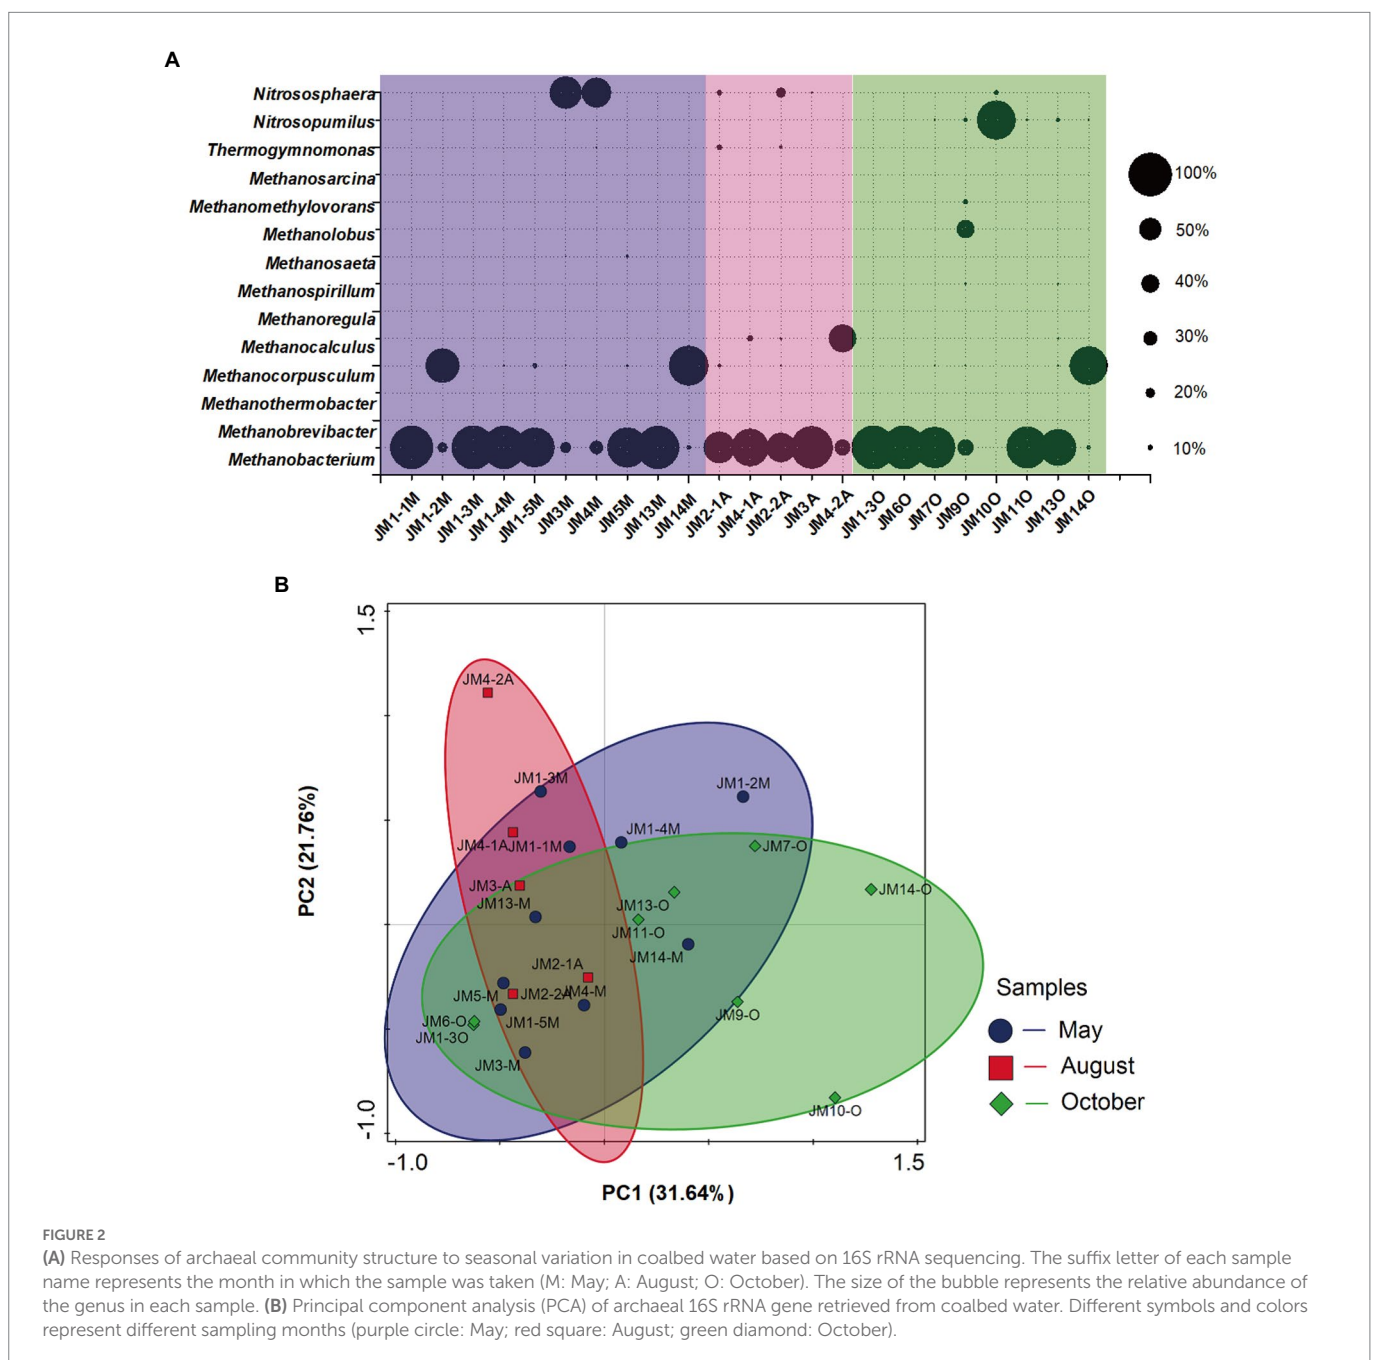 A
Nitrososphaera
Nitrosopumilus
Thermogymnomonas
Methanosarcina
Methanomethylovorans
Methanolobus
Methanosaeta
Methanospirillum
Methanoregula
Methanocalculus
Methanocorpusculum
Methanothermobacter
Methanobrevibacter
Methanobacterium
100%
50%
40%
30%
20%
10%
JM1-1M
JM1-2M
JM1-3M
JM1-4M
JM1-5M
JM3M
JM4M
JM5M
JM13M
JM14M
JM2-1A
JM4-1A
JM2-2A
JM3A
JM4-2A
JM1-3O
JM6O
JM7O
JM9O
JM10O
JM11O
JM13O
JM14O
B
1.5
PC2 (21.76%)
-1.0
JM4-2A
JM1-3M
JM1-2M
JM1-4M
JM4-1A
JM1-1M
JM7-O
JM3-A
JM14-O
JM13-M
JM13-O
JM11-O
JM14-M
JM2-1A
JM5-M
JM2-2A
JM4-M
JM9-O
JM6-O
JM1-5M
JM1-3O
JM3-M
JM10-O
-1.0
1.5
PC1 (31.64%)
Samples
May
August
October
FIGURE 2
(A) Responses of archaeal community structure to seasonal variation in coalbed water based on 16S rRNA sequencing. The suffix letter of each sample
name represents the month in which the sample was taken (M: May; A: August; O: October). The size of the bubble represents the relative abundance of
the genus in each sample. (B) Principal component analysis (PCA) of archaeal 16S rRNA gene retrieved from coalbed water. Different symbols and colors
represent different sampling months (purple circle: May; red square: August; green diamond: October).